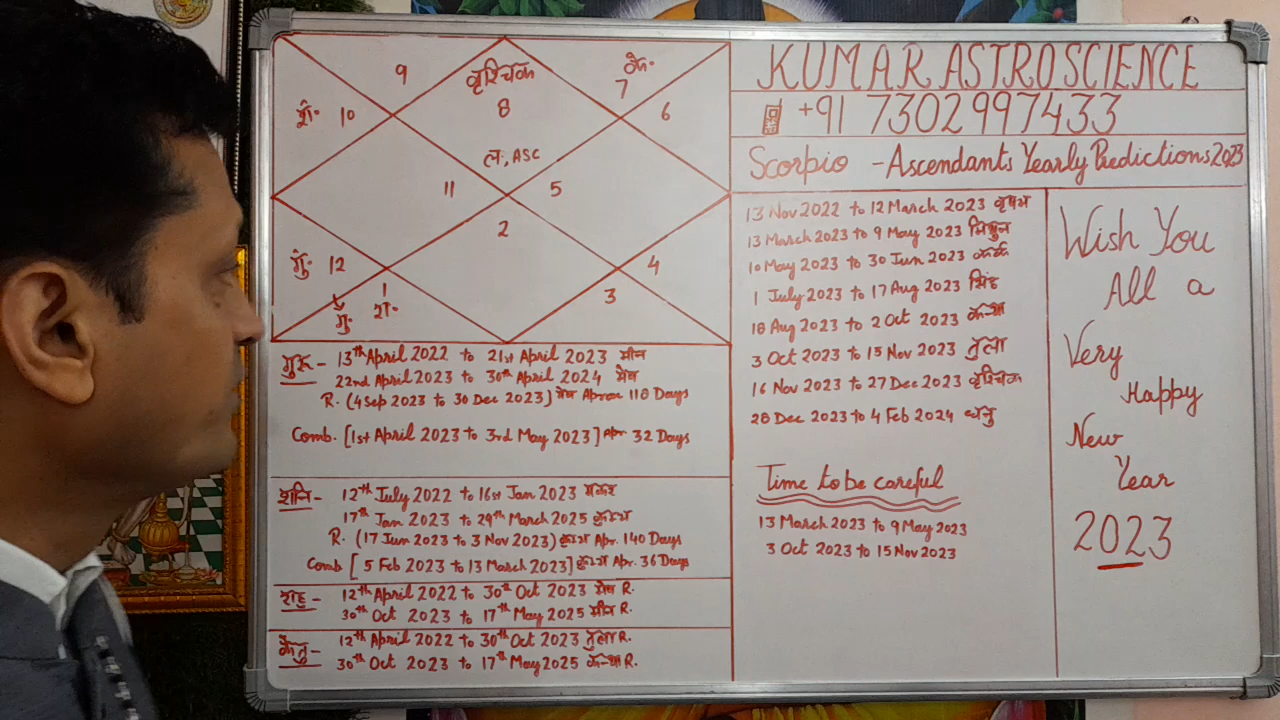 9
वृश्चिक
8
के.
7
6
श. 10
ल., ASC
11
5
2
गु. 12
1
गु. रा.
4
3
गुरू - 13th April 2022 to 21st April 2023 मीन
22nd April 2023 to 30th April 2024 मेष
R. (4 Sep 2023 to 30 Dec 2023) मेष Aprox 118 Days
Comb. [1st April 2023 to 3rd May 2023] Apr. 32 Days
शनि - 12th July 2022 to 16st Jan 2023 मकर
17th Jan 2023 to 29th March 2025 कुम्भ
R. (17 Jun 2023 to 3 Nov 2023) कुम्भ Apr. 140 Days
Comb [5 Feb 2023 to 13 March 2023] कुम्भ Apr. 36 Days
राहु - 12th April 2022 to 30th Oct 2023 मेष R.
30th Oct 2023 to 17th May 2025 मीन R.
केतु - 12th April 2022 to 30th Oct 2023 तुला R.
30th Oct 2023 to 17th May 2025 कन्या R.
KUMAR ASTROSCIENCE
+91 7302997433
Scorpio - Ascendants Yearly Predictions 2023
13 Nov 2022 to 12 March 2023 वृषभ
13 March 2023 to 9 May 2023 मिथुन
10 May 2023 to 30 Jun 2023 कर्क
1 July 2023 to 17 Aug 2023 सिंह
18 Aug 2023 to 2 Oct 2023 कन्या
3 Oct 2023 to 15 Nov 2023 तुला
16 Nov 2023 to 27 Dec 2023 वृश्चिक
28 Dec 2023 to 4 Feb 2024 धनु
Time to be careful
13 March 2023 to 9 May 2023
3 Oct 2023 to 15 Nov 2023
Wish You
All a
Very
Happy
New
Year
2023